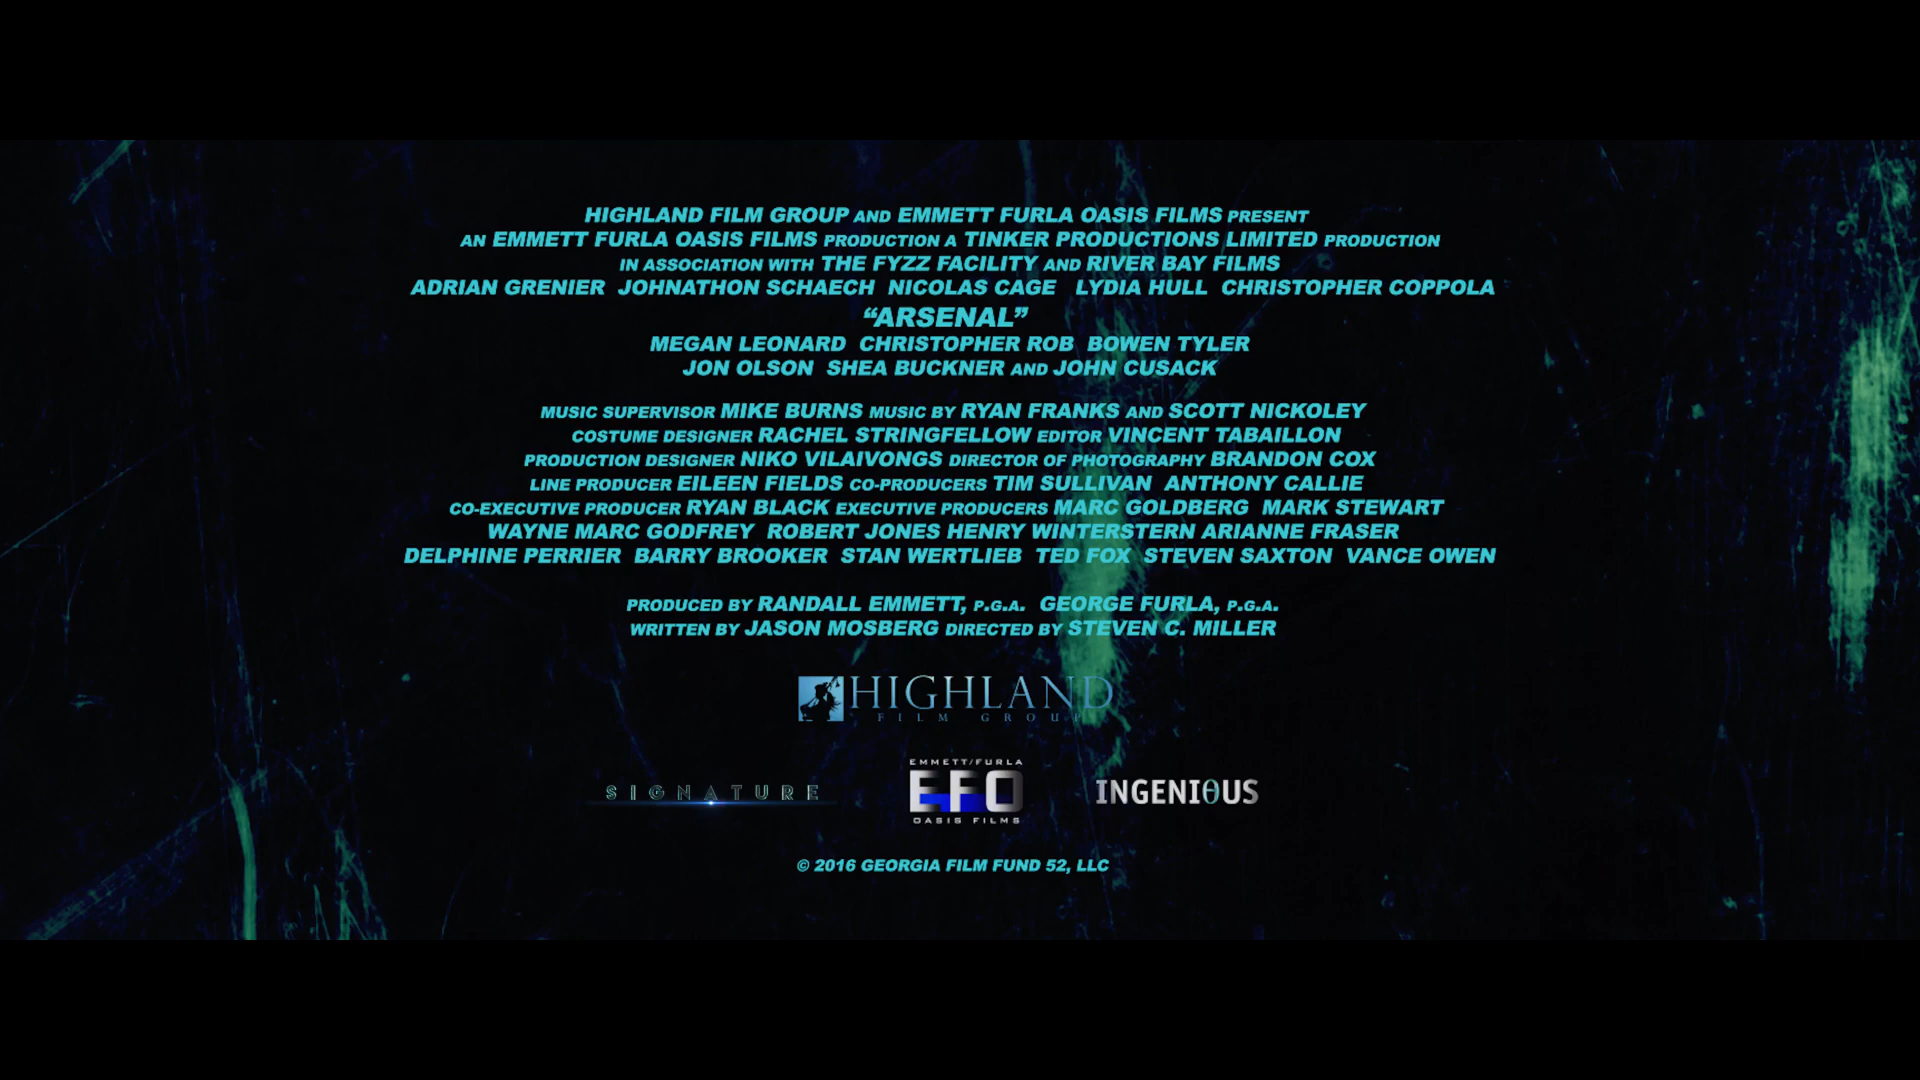 HIGHLAND FILM GROUP AND EMMETT FURLA OASIS FILMS PRESENT
AN EMMETT FURLA OASIS FILMS PRODUCTION A TINKER PRODUCTIONS LIMITED PRODUCTION
IN ASSOCIATION WITH THE FYZZ FACILITY AND RIVER BAY FILMS
ADRIAN GRENIER JOHNATHON SCHAECH NICOLAS CAGE LYDIA HULL CHRISTOPHER COPPOLA
“ARSENAL”
MEGAN LEONARD CHRISTOPHER ROB BOWEN TYLER
JON OLSON SHEA BUCKNER AND JOHN CUSACK
MUSIC SUPERVISOR MIKE BURNS MUSIC BY RYAN FRANKS AND SCOTT NICKOLEY
COSTUME DESIGNER RACHEL STRINGFELLOW EDITOR VINCENT TABAILLON
PRODUCTION DESIGNER NIKO VILAIVONGS DIRECTOR OF PHOTOGRAPHY BRANDON COX
LINE PRODUCER EILEEN FIELDS CO-PRODUCERS TIM SULLIVAN ANTHONY CALLIE
CO-EXECUTIVE PRODUCER RYAN BLACK EXECUTIVE PRODUCERS MARC GOLDBERG MARK STEWART
WAYNE MARC GODFREY ROBERT JONES HENRY WINTERSTERN ARIANNE FRASER
DELPHINE PERRIER BARRY BROOKER STAN WERTLIEB TED FOX STEVEN SAXTON VANCE OWEN
PRODUCED BY RANDALL EMMETT, P.G.A. GEORGE FURLA, P.G.A.
WRITTEN BY JASON MOSBERG DIRECTED BY STEVEN C. MILLER
HIGHLAND
FILM GROUP
SIGNATURE
EMMETT/FURLA
EFO
OASIS FILMS
INGENIOUS
© 2016 GEORGIA FILM FUND 52, LLC